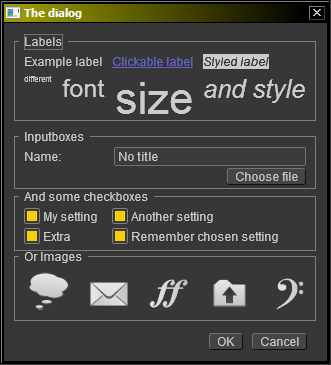 The dialog
Labels
Example label Clickable label Styled label
different font size and style
Inputboxes
Name: No title
Choose file
And some checkboxes
My setting Another setting
Extra Remember chosen setting
Or Images
ff
OK Cancel